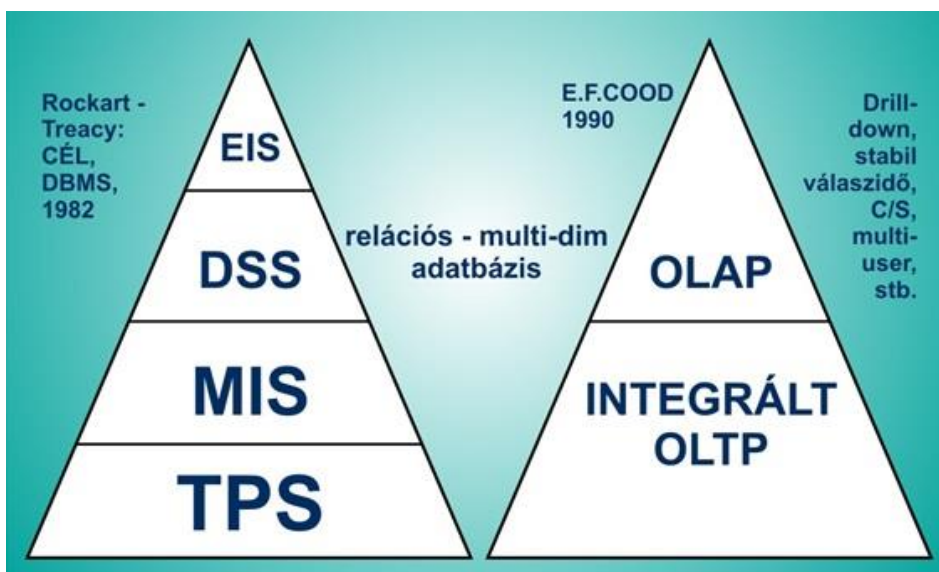 Rockart -
Treacy:
CÉL,
DBMS,
1982
EIS
DSS
MIS
TPS
relációs - multi-dim
adatbázis
E.F.COOD
1990
OLAP
INTEGRÁLT
OLTP
Drill-
down,
stabil
válaszidő,
C/S,
multi-
user,
stb.